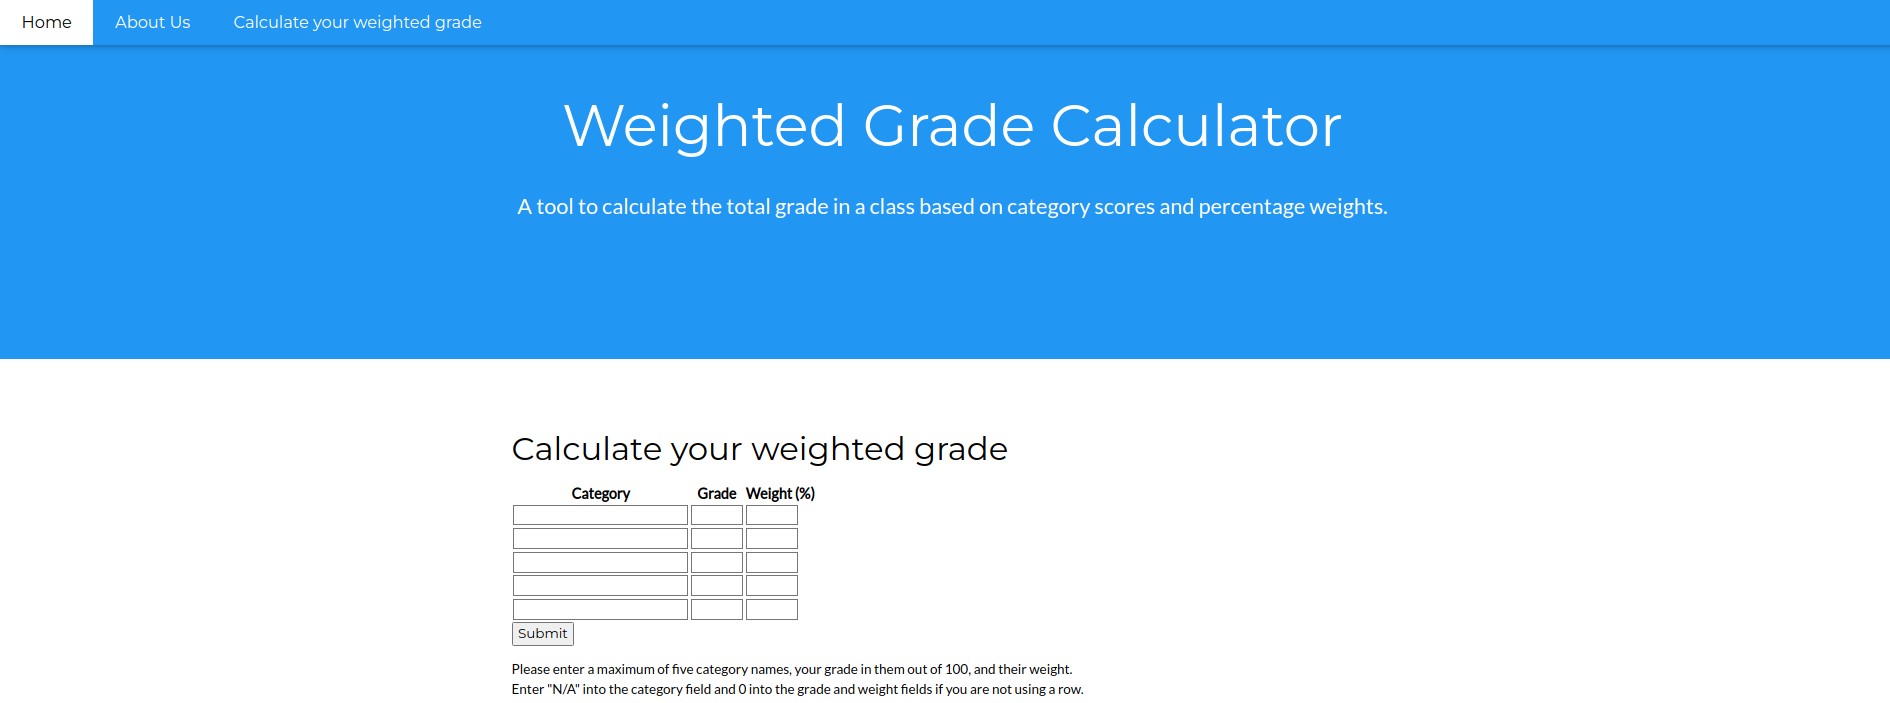 Home About Us Calculate your weighted grade
Weighted Grade Calculator
A tool to calculate the total grade in a class based on category scores and percentage weights.
Calculate your weighted grade
Category Grade Weight (%)
Submit
Please enter a maximum of five category names, your grade in them out of 100, and their weight.
Enter "N/A" into the category field and 0 into the grade and weight fields if you are not using a row.